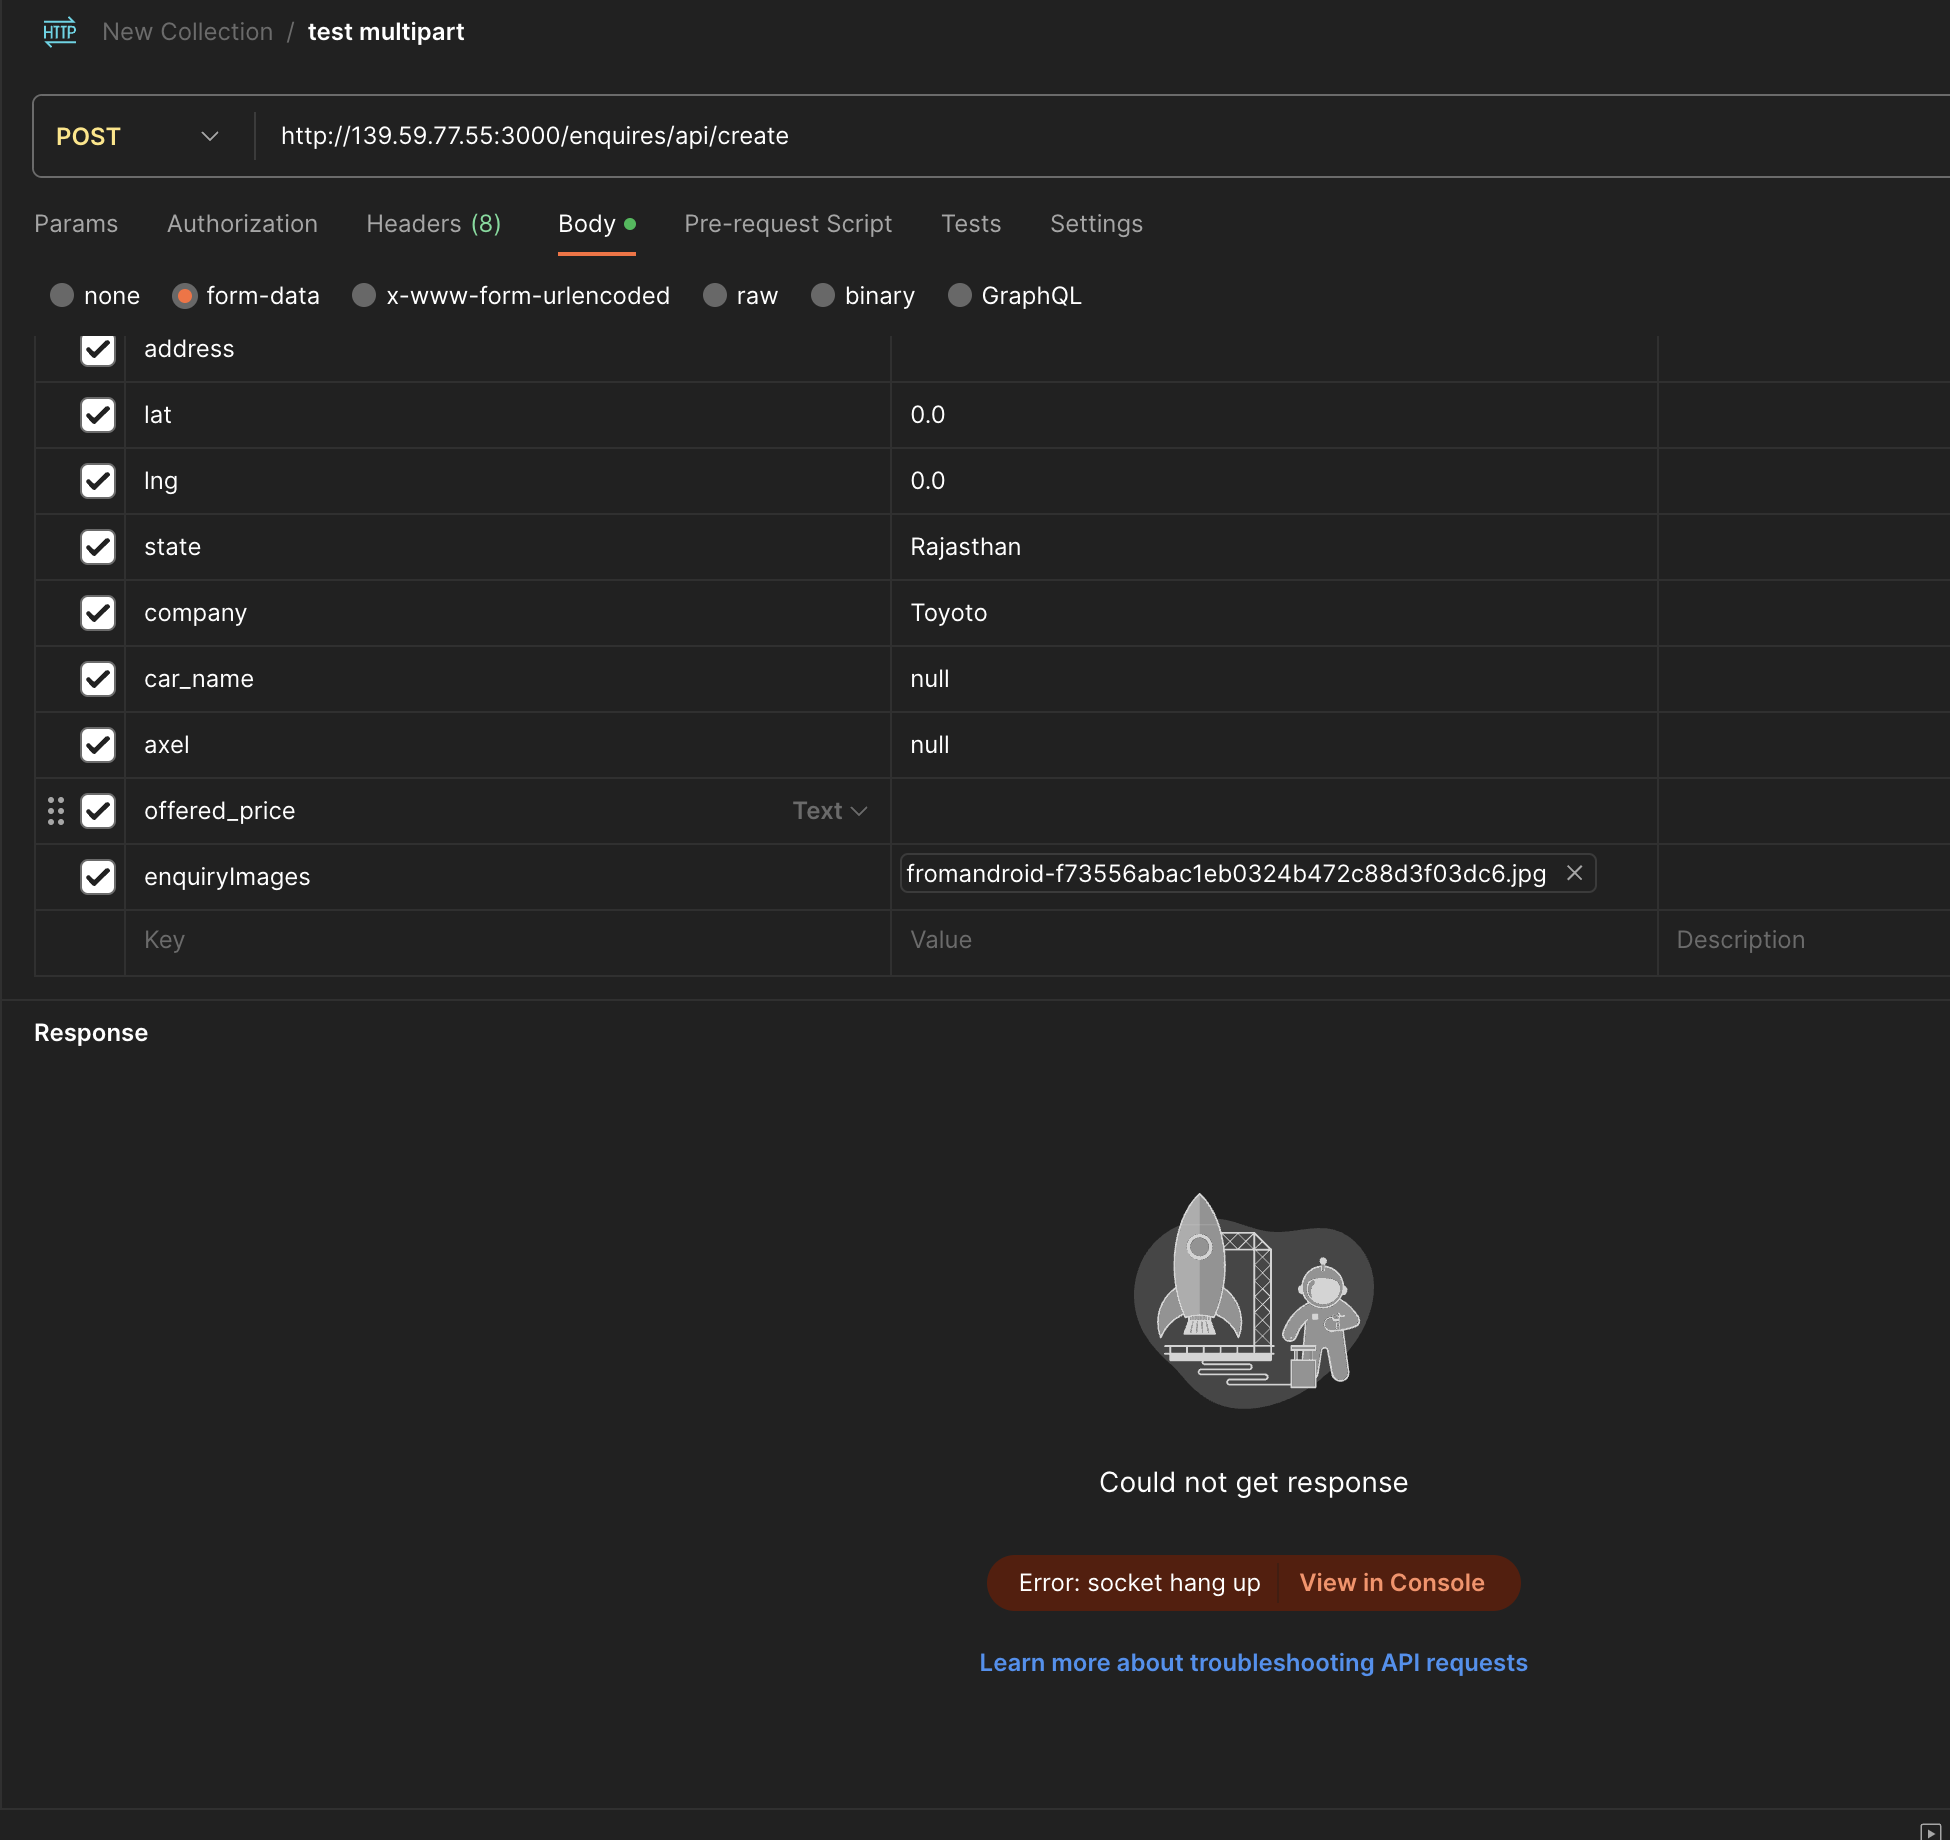 HTTP New Collection / test multipart
POST http://139.59.77.55:3000/enquires/api/create
Params Authorization Headers (8) Body Pre-request Script Tests Settings
none form-data x-www-form-urlencoded raw binary GraphQL
address
lat 0.0
lng 0.0
state Rajasthan
company Toyoto
car_name null
axel null
offered_price Text
enquiryImages fromandroid-f73556abac1eb0324b472c88d3f03dc6.jpg
Key Value Description
Response
Could not get response
Error: socket hang up View in Console
Learn more about troubleshooting API requests